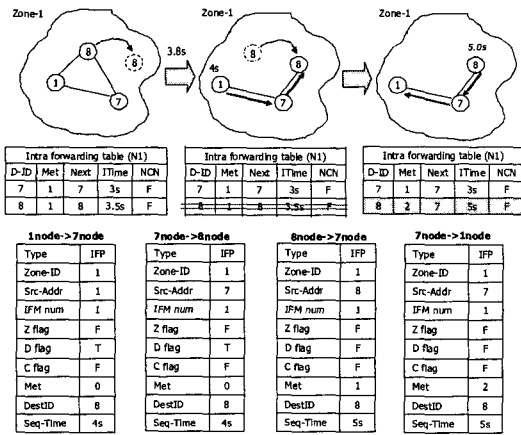 Zone-1
Zone-1
Zone-1
8
8
1
7
3.8s
8
8
4s
1
7
5.0s
8
1
7
Intra forwarding table (N1)
D-ID Met Next ITime NCN
7 1 7 3s F
8 1 8 3.5s F
Intra forwarding table (N1)
D-ID Met Next ITime NCN
7 1 7 3s F
8 1 8 3.5s F
Intra forwarding table (N1)
D-ID Met Next ITime NCN
7 1 7 3s F
8 2 7 5s F
1node->7node
Type IFP
Zone-ID 1
Src-Addr 1
IFM num 1
Z flag F
D flag T
C flag F
Met 0
DestID 8
Seq-Time 4s
7node->8node
Type IFP
Zone-ID 1
Src-Addr 7
IFM num 1
Z flag F
D flag T
C flag F
Met 0
DestID 8
Seq-Time 4s
8node->7node
Type IFP
Zone-ID 1
Src-Addr 8
IFM num 1
Z flag F
D flag F
C flag F
Met 1
DestID 8
Seq-Time 5s
7node->1node
Type IFP
Zone-ID 1
Src-Addr 7
IFM num 1
Z flag F
D flag F
C flag F
Met 2
DestID 8
Seq-Time 5s